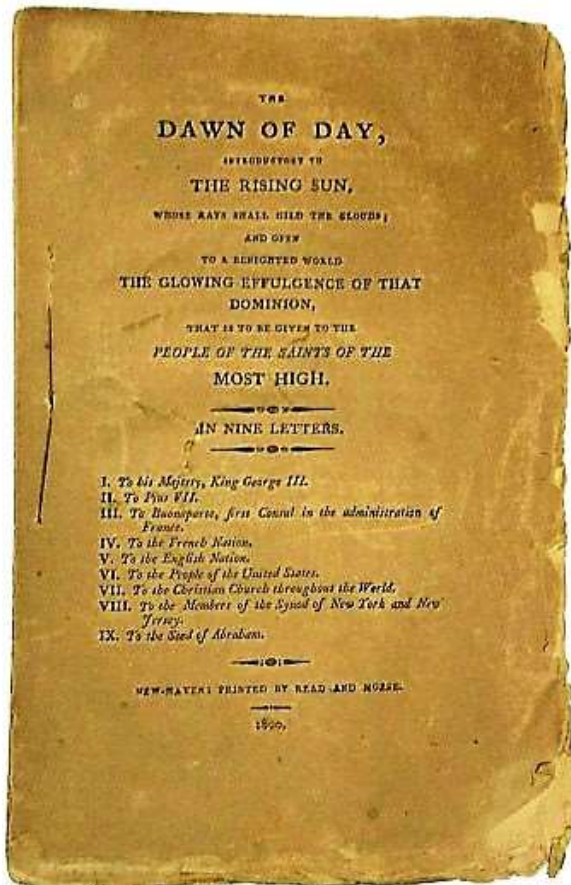 THE
DAWN OF DAY,
INTRODUCTORY TO
THE RISING SUN,
WHOSE RAYS SHALL GILD THE CLOUDS;
AND OPEN
TO A BENIGHTED WORLD
THE GLOWING EFFULGENCE OF THAT
DOMINION,
THAT IS TO BE GIVEN TO THE
PEOPLE OF THE SAINTS OF THE
MOST HIGH.
IN NINE LETTERS.
I. To his Majesty, King George III.
II. To Pius VII.
III. To Buonaparte, first Consul in the administration of
France.
IV. To the French Nation.
V. To the English Nation.
VI. To the People of the United States.
VII. To the Christian Church throughout the World.
VIII. To the Members of the Synod of New York and New
Jersey.
IX. To the Seed of Abraham.
NEW-HAVEN: PRINTED BY READ AND MORSE.
1800.